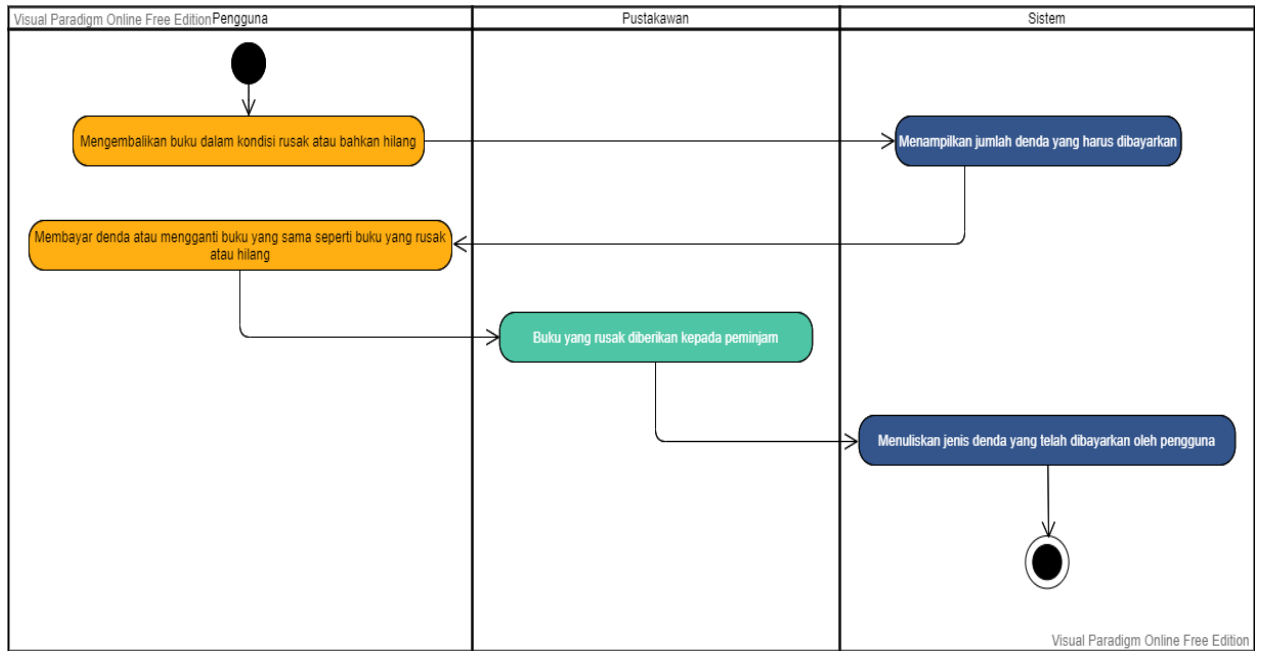 Visual Paradigm Online Free Edition
Pengguna
Pustakawan
Sistem
Mengembalikan buku dalam kondisi rusak atau bahkan hilang
Menampilkan jumlah denda yang harus dibayarkan
Membayar denda atau mengganti buku yang sama seperti buku yang rusak
atau hilang
Buku yang rusak diberikan kepada peminjam
Menuliskan jenis denda yang telah dibayarkan oleh pengguna
Visual Paradigm Online Free Edition